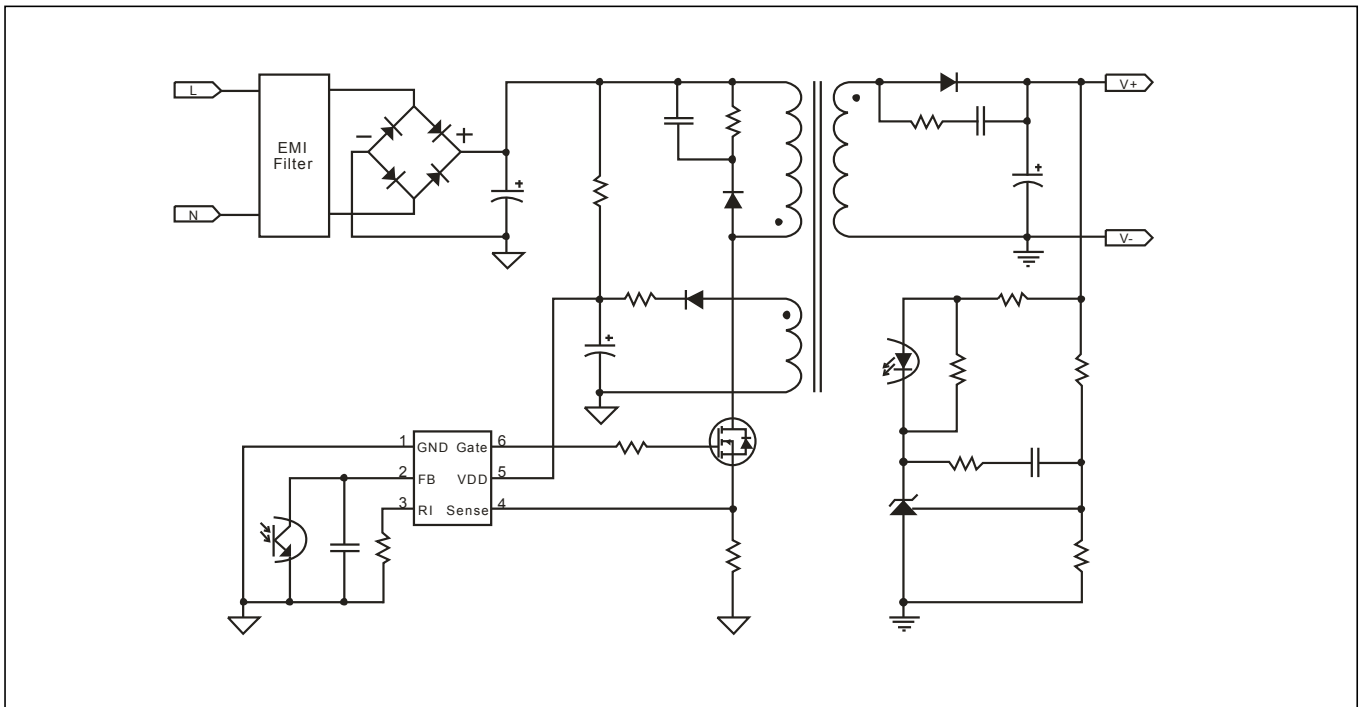 L
EMI
Filter
N
− +
+
V+
+
V-
+
1 GND Gate 6
2 FB VDD 5
3 RI Sense 4